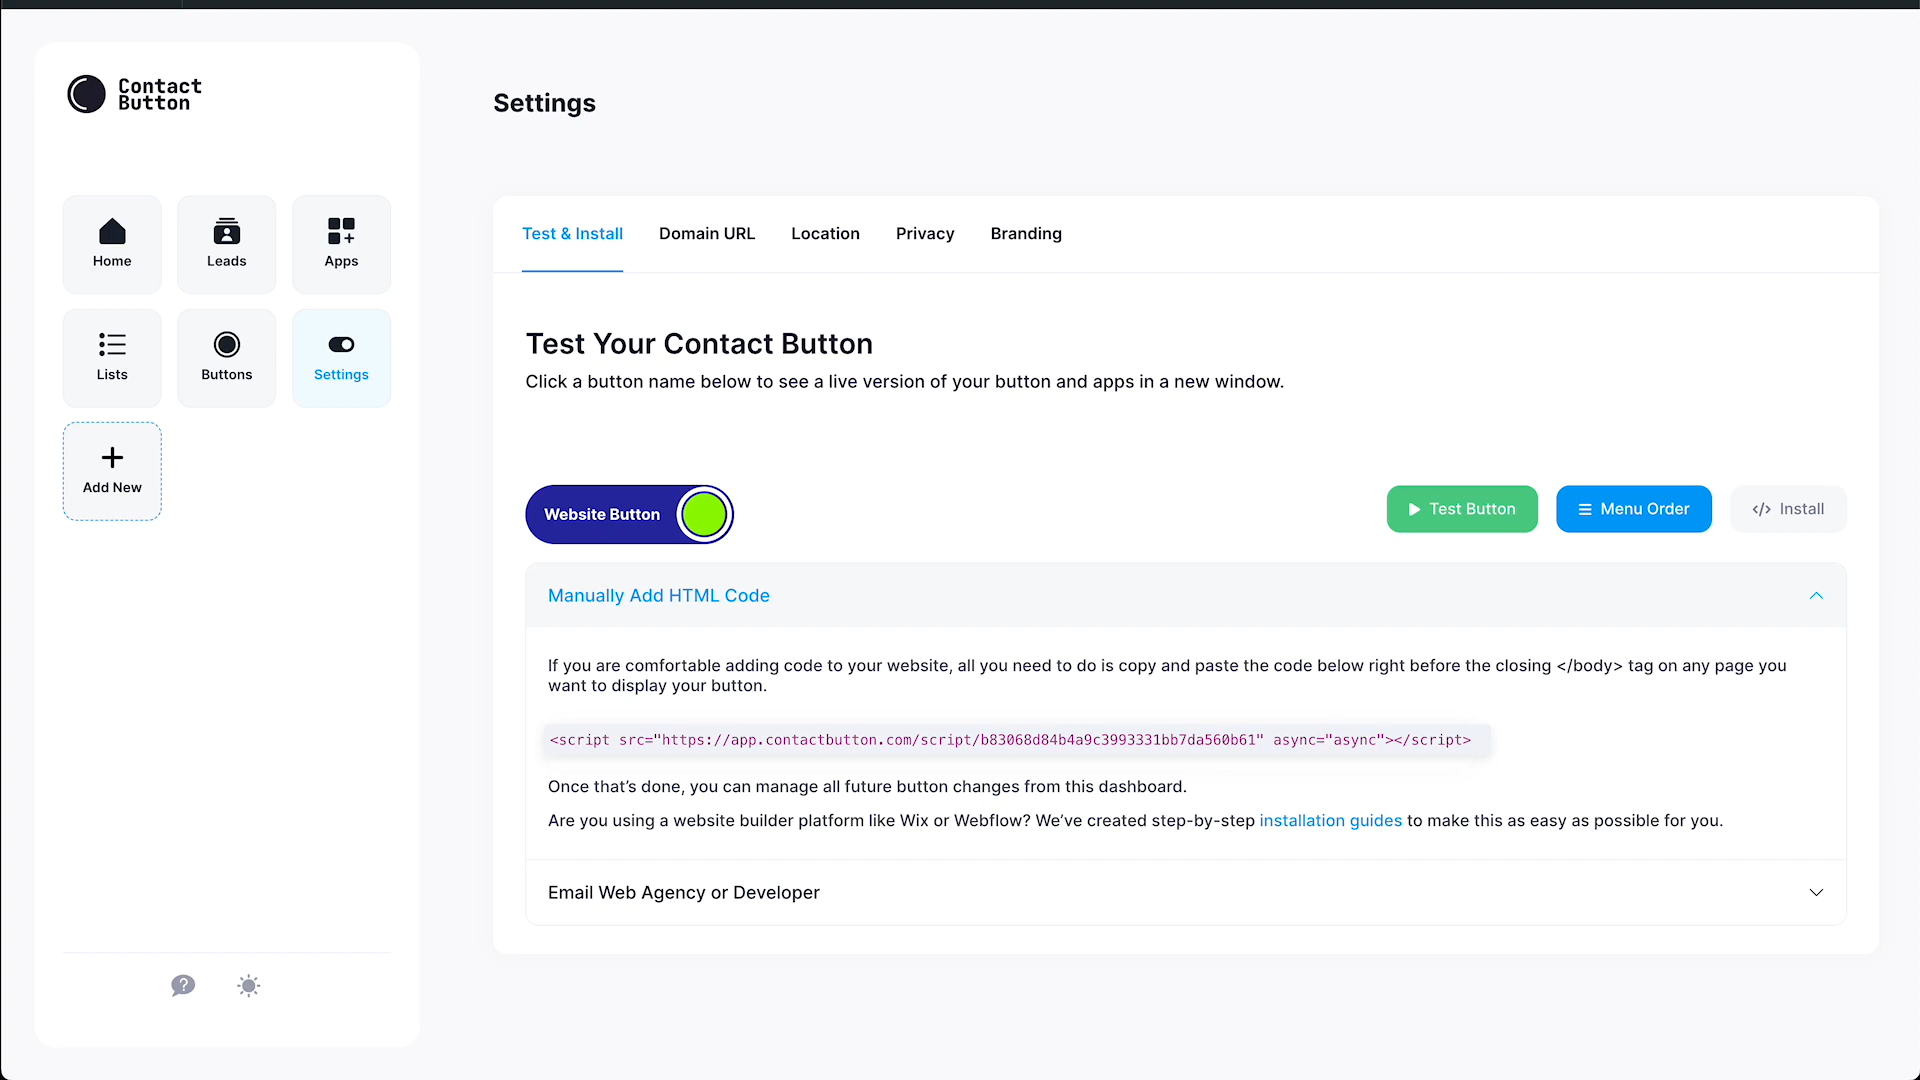 Contact
Button
Home
Leads
Apps
Lists
Buttons
Settings
Add New
Settings
Test & Install
Domain URL
Location
Privacy
Branding
Test Your Contact Button
Click a button name below to see a live version of your button and apps in a new window.
Website Button
Test Button
Menu Order
</> Install
Manually Add HTML Code
If you are comfortable adding code to your website, all you need to do is copy and paste the code below right before the closing </body> tag on any page you
want to display your button.
<script src="https://app.contactbutton.com/script/b83068d84b4a9c3993331bb7da560b61" async="async"></script>
Once that’s done, you can manage all future button changes from this dashboard.
Are you using a website builder platform like Wix or Webflow? We’ve created step-by-step installation guides to make this as easy as possible for you.
Email Web Agency or Developer